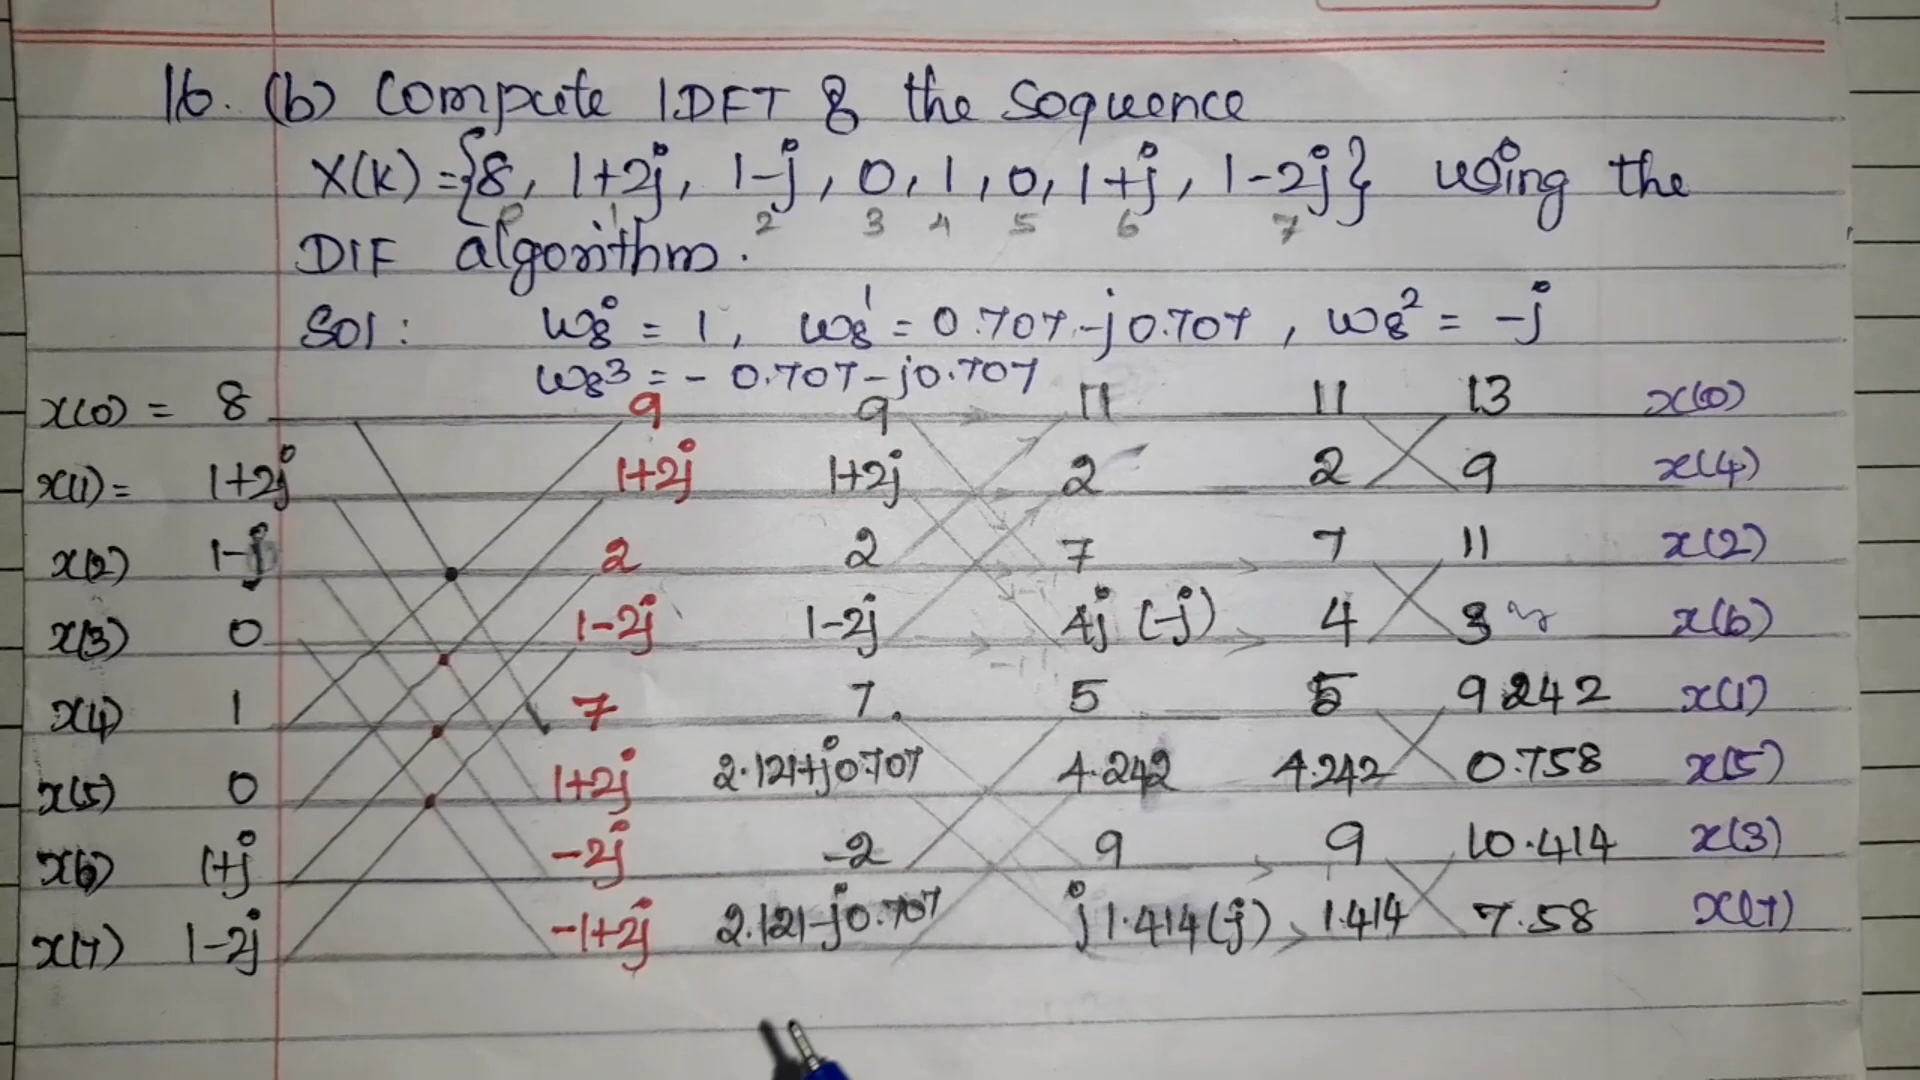 16. (b) Compute IDFT & the Sequence
X(K) = {8, 1+2j, 1-j, 0, 1, 0, 1+j, 1-2j} using the
0 1 2 3 4 5 6 7
DIF algorithm.
Sol: W8^0 = 1, W8^1 = 0.707-j0.707, W8^2 = -j
W8^3 = -0.707-j0.707
x(0) = 8 9 9 11 11 13 x(0)
x(1) = 1+2j 1+2j 1+2j 2 2 9 x(4)
x(2) 1-j 2 2 7 7 11 x(2)
-1
x(3) 0 1-2j 1-2j 4j (-j) 4 3 x(6)
-1
x(4) 1 7 7 5 5 9.242 x(1)
x(5) 0 1+2j 2.121+j0.707 4.242 4.242 0.758 x(5)
x(6) 1+j -2j -2 9 9 10.414 x(3)
x(7) 1-2j -1+2j 2.121-j0.707 j1.414(j) 1.414 7.58 x(7)